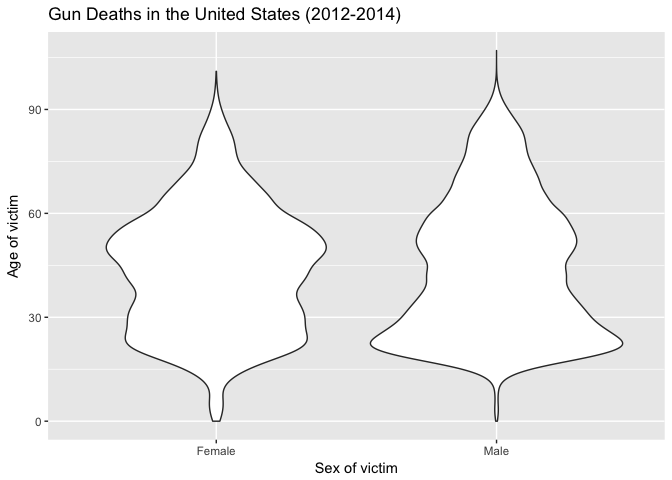 Gun Deaths in the United States (2012-2014)
90
60
30
0
Age of victim
Female
Male
Sex of victim